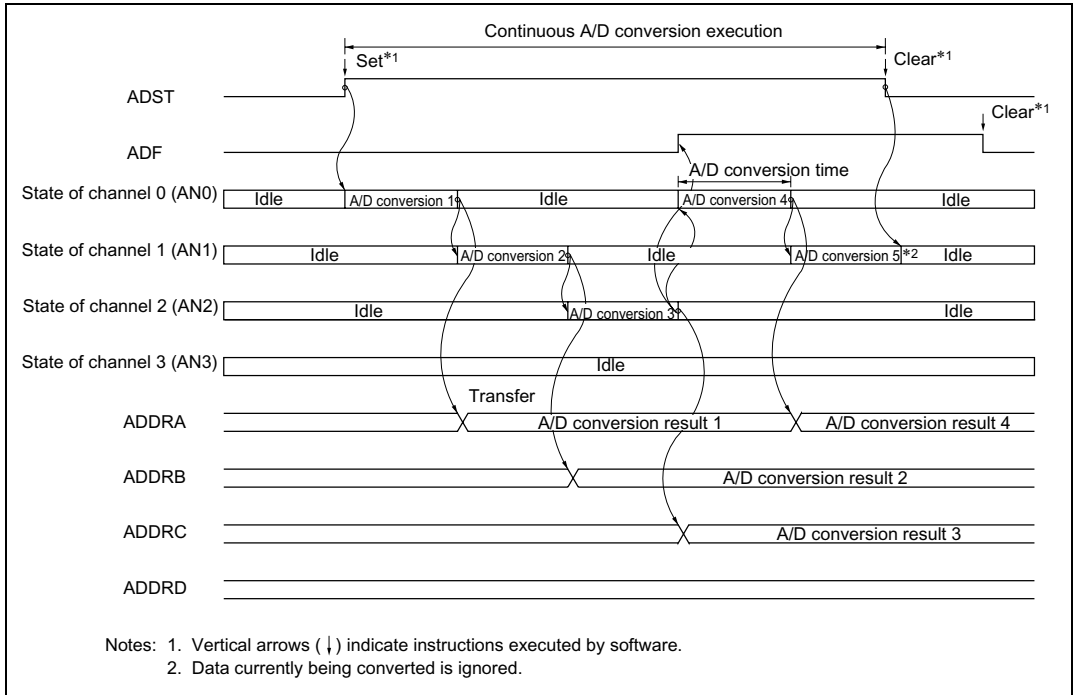 Continuous A/D conversion execution
Set*1
Clear*1
ADST
Clear*1
ADF
A/D conversion time
State of channel 0 (AN0)
Idle
A/D conversion 1
Idle
A/D conversion 4
Idle
State of channel 1 (AN1)
Idle
A/D conversion 2
Idle
A/D conversion 5
*2
Idle
State of channel 2 (AN2)
Idle
A/D conversion 3
Idle
State of channel 3 (AN3)
Idle
Transfer
ADDRA
A/D conversion result 1
A/D conversion result 4
ADDRB
A/D conversion result 2
ADDRC
A/D conversion result 3
ADDRD
Notes: 1. Vertical arrows (↓) indicate instructions executed by software.
2. Data currently being converted is ignored.